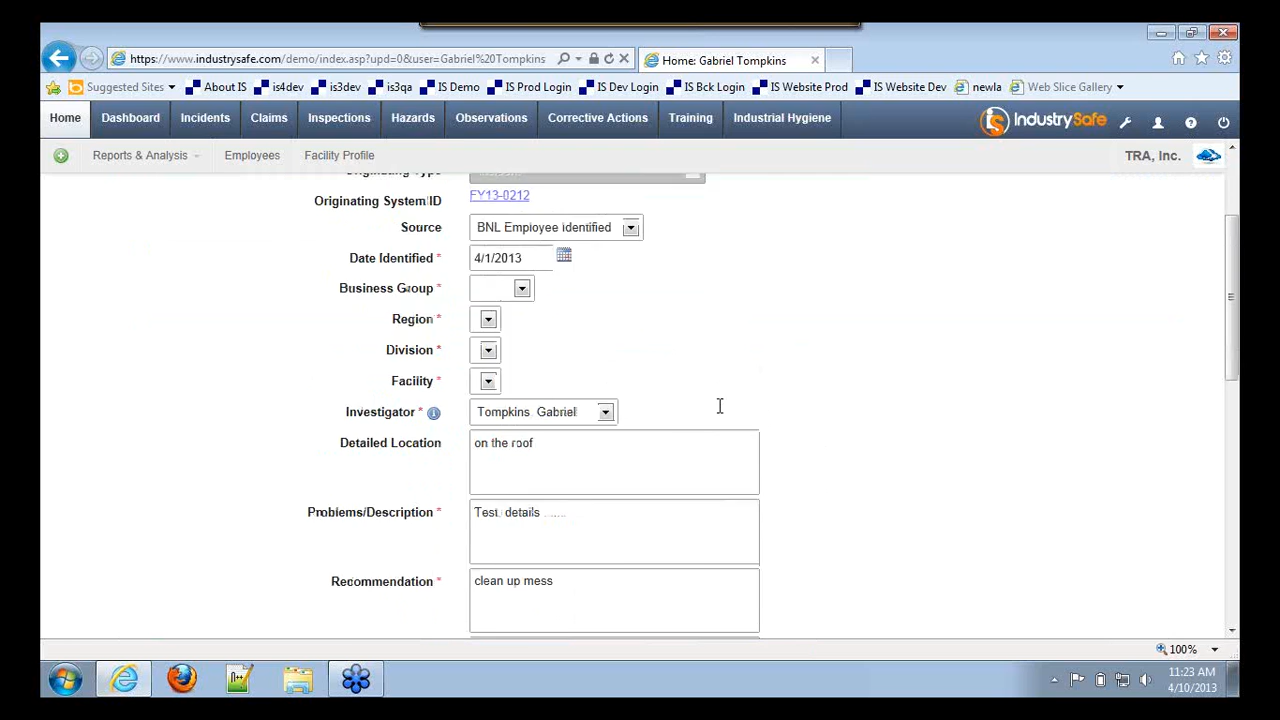 https://www.industrysafe.com/demo/index.asp?upd=0&user=Gabriel%20Tompkins
Home: Gabriel Tompkins
Suggested Sites About IS is4dev is3dev is3qa IS Demo IS Prod Login IS Dev Login IS Bck Login IS Website Prod IS Website Dev newla Web Slice Gallery
Home Dashboard Incidents Claims Inspections Hazards Observations Corrective Actions Training Industrial Hygiene IndustrySafe
Reports & Analysis Employees Facility Profile TRA, Inc.
Originating Type
Originating System ID FY13-0212
Source BNL Employee identified
Date Identified * 4/1/2013
Business Group *
Region *
Division *
Facility *
Investigator * Tompkins Gabriel
Detailed Location on the roof
Problems/Description * Test details .....
Recommendation * clean up mess
100%
11:23 AM
4/10/2013